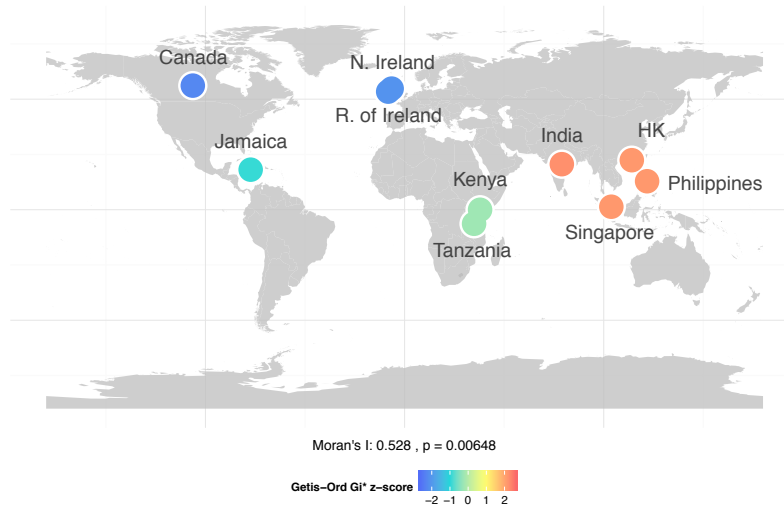 Canada
N. Ireland
R. of Ireland
HK
India
Jamaica
Kenya
Philippines
Singapore
Tanzania
Moran's I: 0.528 , p = 0.00648
Getis−Ord Gi* z−score
−2 −1 0 1 2